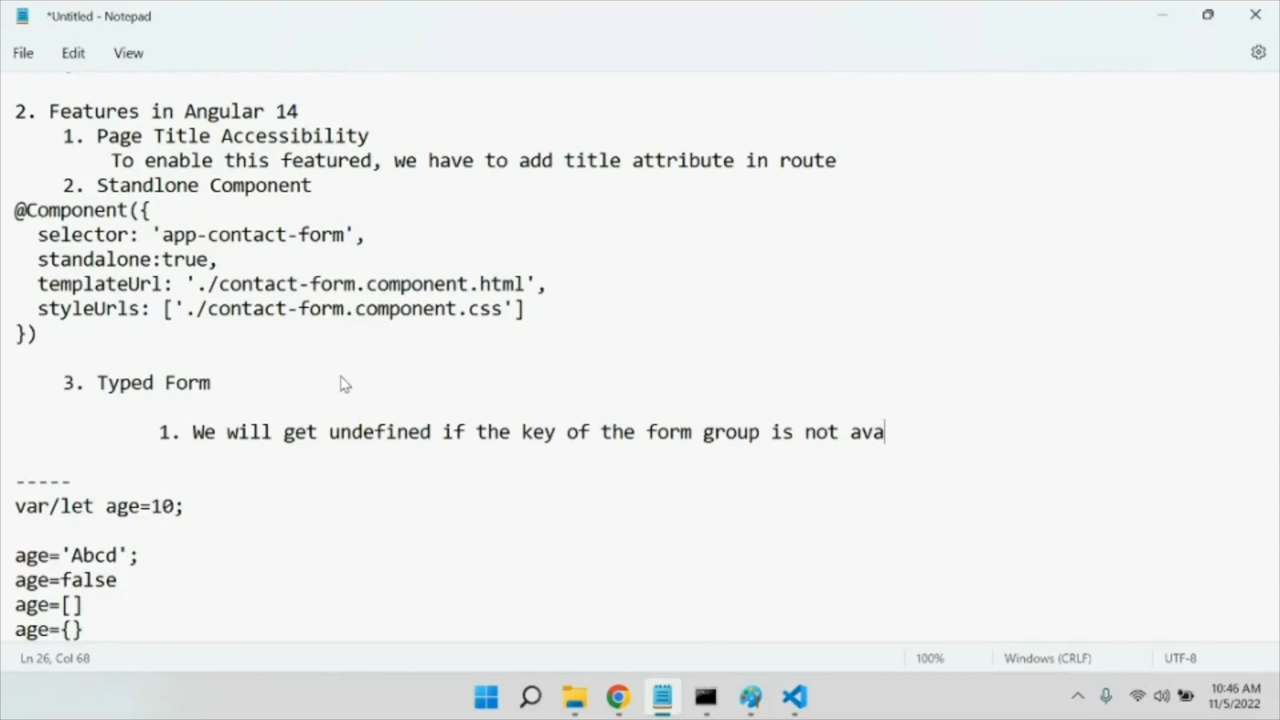 *Untitled - Notepad
File Edit View
2. Features in Angular 14
1. Page Title Accessibility
To enable this featured, we have to add title attribute in route
2. Standlone Component
@Component({
selector: 'app-contact-form',
standalone:true,
templateUrl: './contact-form.component.html',
styleUrls: ['./contact-form.component.css']
})
3. Typed Form
1. We will get undefined if the key of the form group is not ava
-----
var/let age=10;
age='Abcd';
age=false
age=[]
age={}
Ln 26, Col 68 100% Windows (CRLF) UTF-8
10:46 AM
11/5/2022